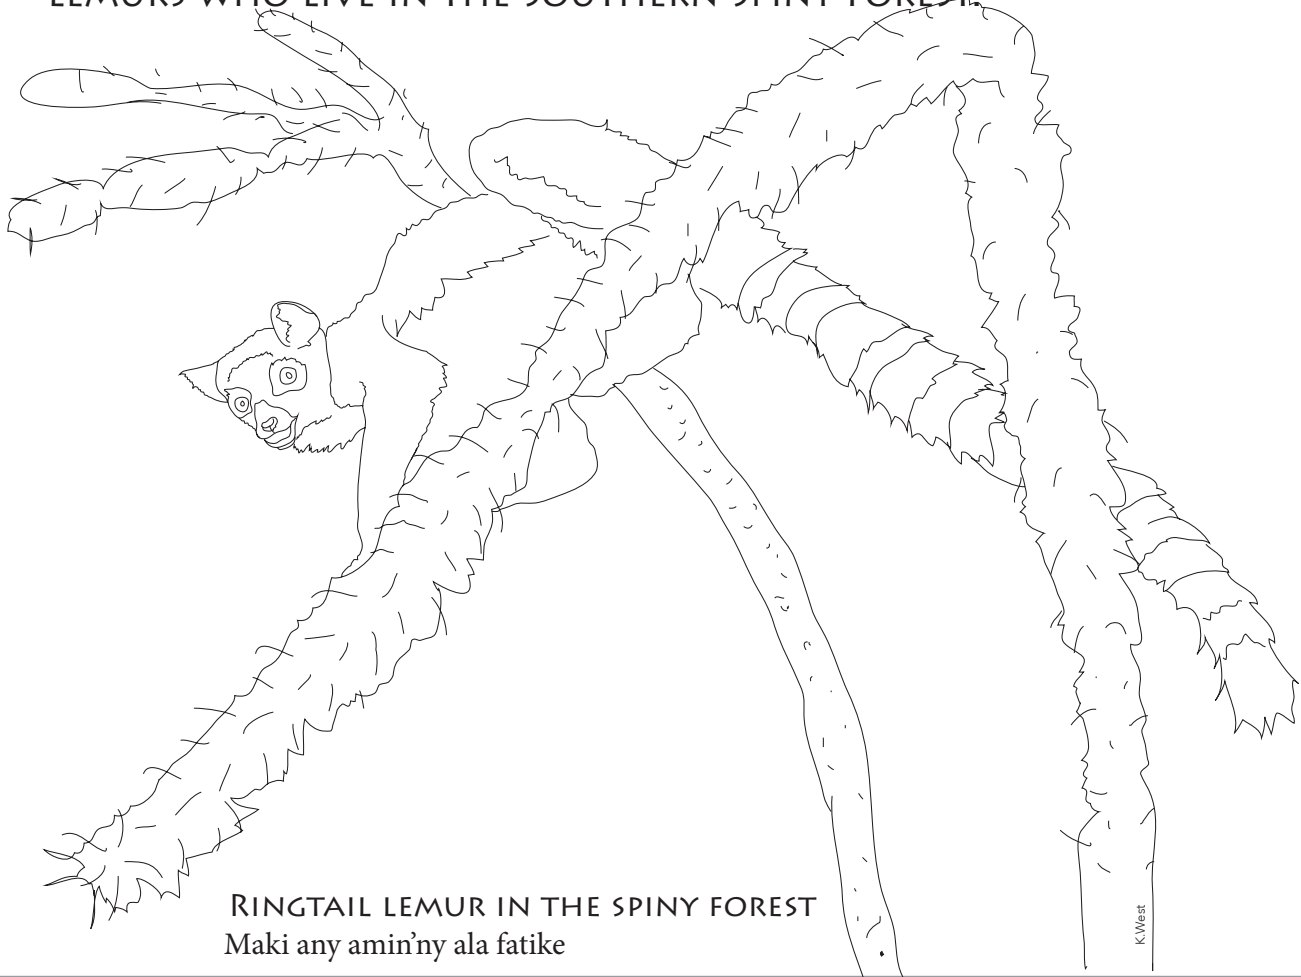 LEMURS WHO LIVE IN THE SOUTHERN SPINY FOREST.
RINGTAIL LEMUR IN THE SPINY FOREST
Maki any amin'ny ala fatike
K.West